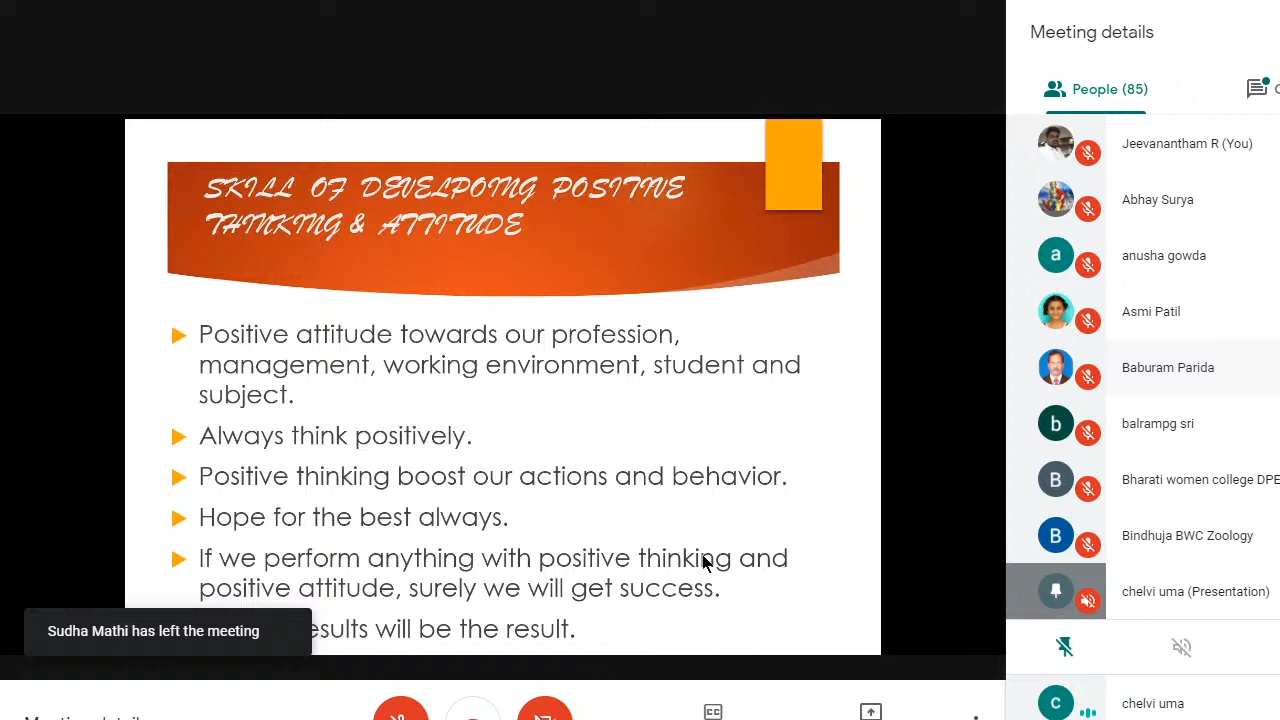 Meeting details
People (85)
SKILL OF DEVELPOING POSITIVE
THINKING & ATTITUDE
Positive attitude towards our profession,
management, working environment, student and
subject.
Always think positively.
Positive thinking boost our actions and behavior.
Hope for the best always.
If we perform anything with positive thinking and
positive attitude, surely we will get success.
esults will be the result.
Sudha Mathi has left the meeting
Jeevanantham R (You)
Abhay Surya
a
anusha gowda
Asmi Patil
Baburam Parida
b
balrampg sri
B
Bharati women college DPE
B
Bindhuja BWC Zoology
chelvi uma (Presentation)
c
chelvi uma
CC